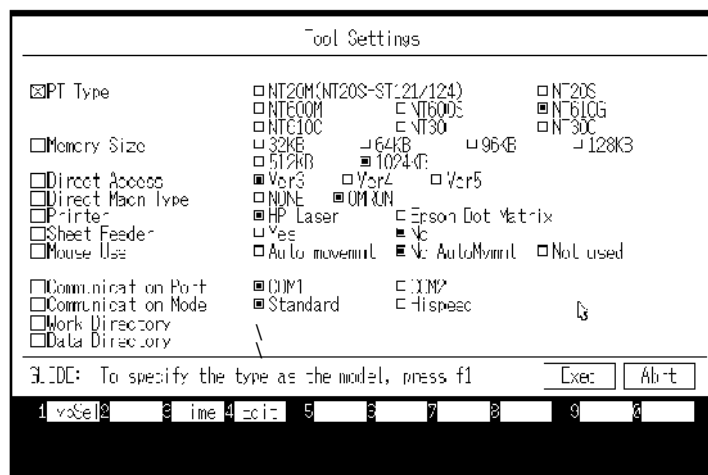 Tool Settings
PT Type NT20M(NT20S-ST121/124) NT20S
NT600M NT600S NT610G
NT610C NT30 NT30C
Memory Size 32KB 64KB 96KB 128KB
512KB 1024KB
Direct Access Ver3 Ver4 Ver5
Direct Macn Type NONE OMRON
Printer HP Laser Epson Dot Matrix
Sheet Feeder Yes No
Mouse Use Auto movemnt No AutoMvmnt Not used
Communication Port COM1 COM2
Communication Mode Standard Hispeed
Work Directory \
Data Directory \
GUIDE: To specify the type as the model, press f1 Exec Abrt
1 2 3 4 Edit 5 6 7 8 9 0